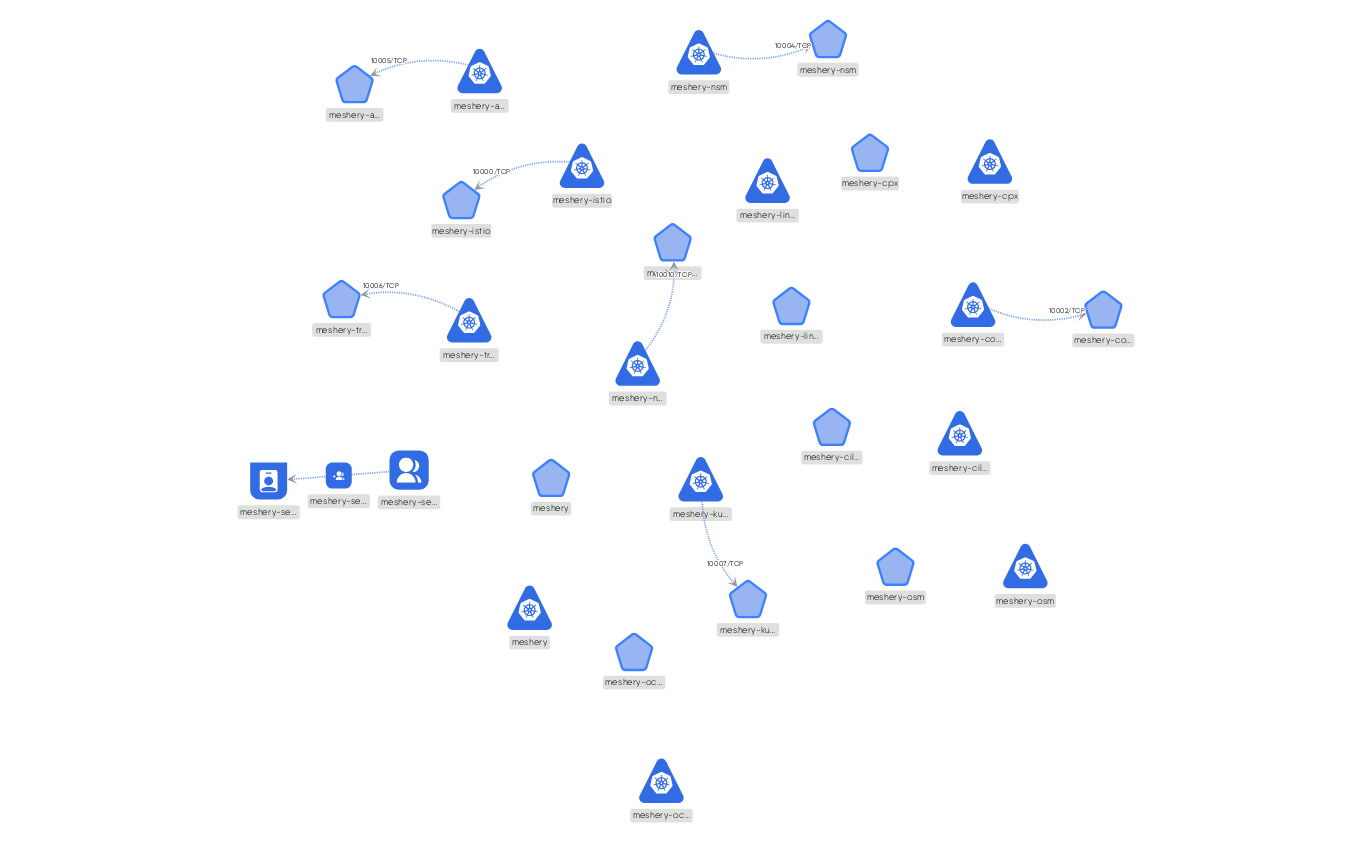 10004/TCP
meshery-nsm
10005/TCP
meshery-nsm
meshery-a...
meshery-a...
10000/TCP
meshery-cpx
meshery-cpx
meshery-istio
meshery-lin...
meshery-istio
10010/TCP
10006/TCP
10002/TCP
meshery-tr...
meshery-lin...
meshery-co...
meshery-co...
meshery-tr...
meshery-n...
meshery-cil...
meshery-cil...
meshery-se...
meshery-se...
meshery-se...
meshery
meshery-ku...
10007/TCP
meshery-osm
meshery-osm
meshery-ku...
meshery
meshery-oc...
meshery-oc...